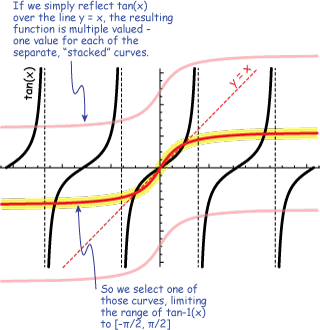 If we simply reflect tan(x)
over the line y = x, the resulting
function is multiple valued -
one value for each of the
separate, "stacked" curves.
tan(x)
y = x
So we select one of
those curves, limiting
the range of tan-1(x)
to [-π/2, π/2]